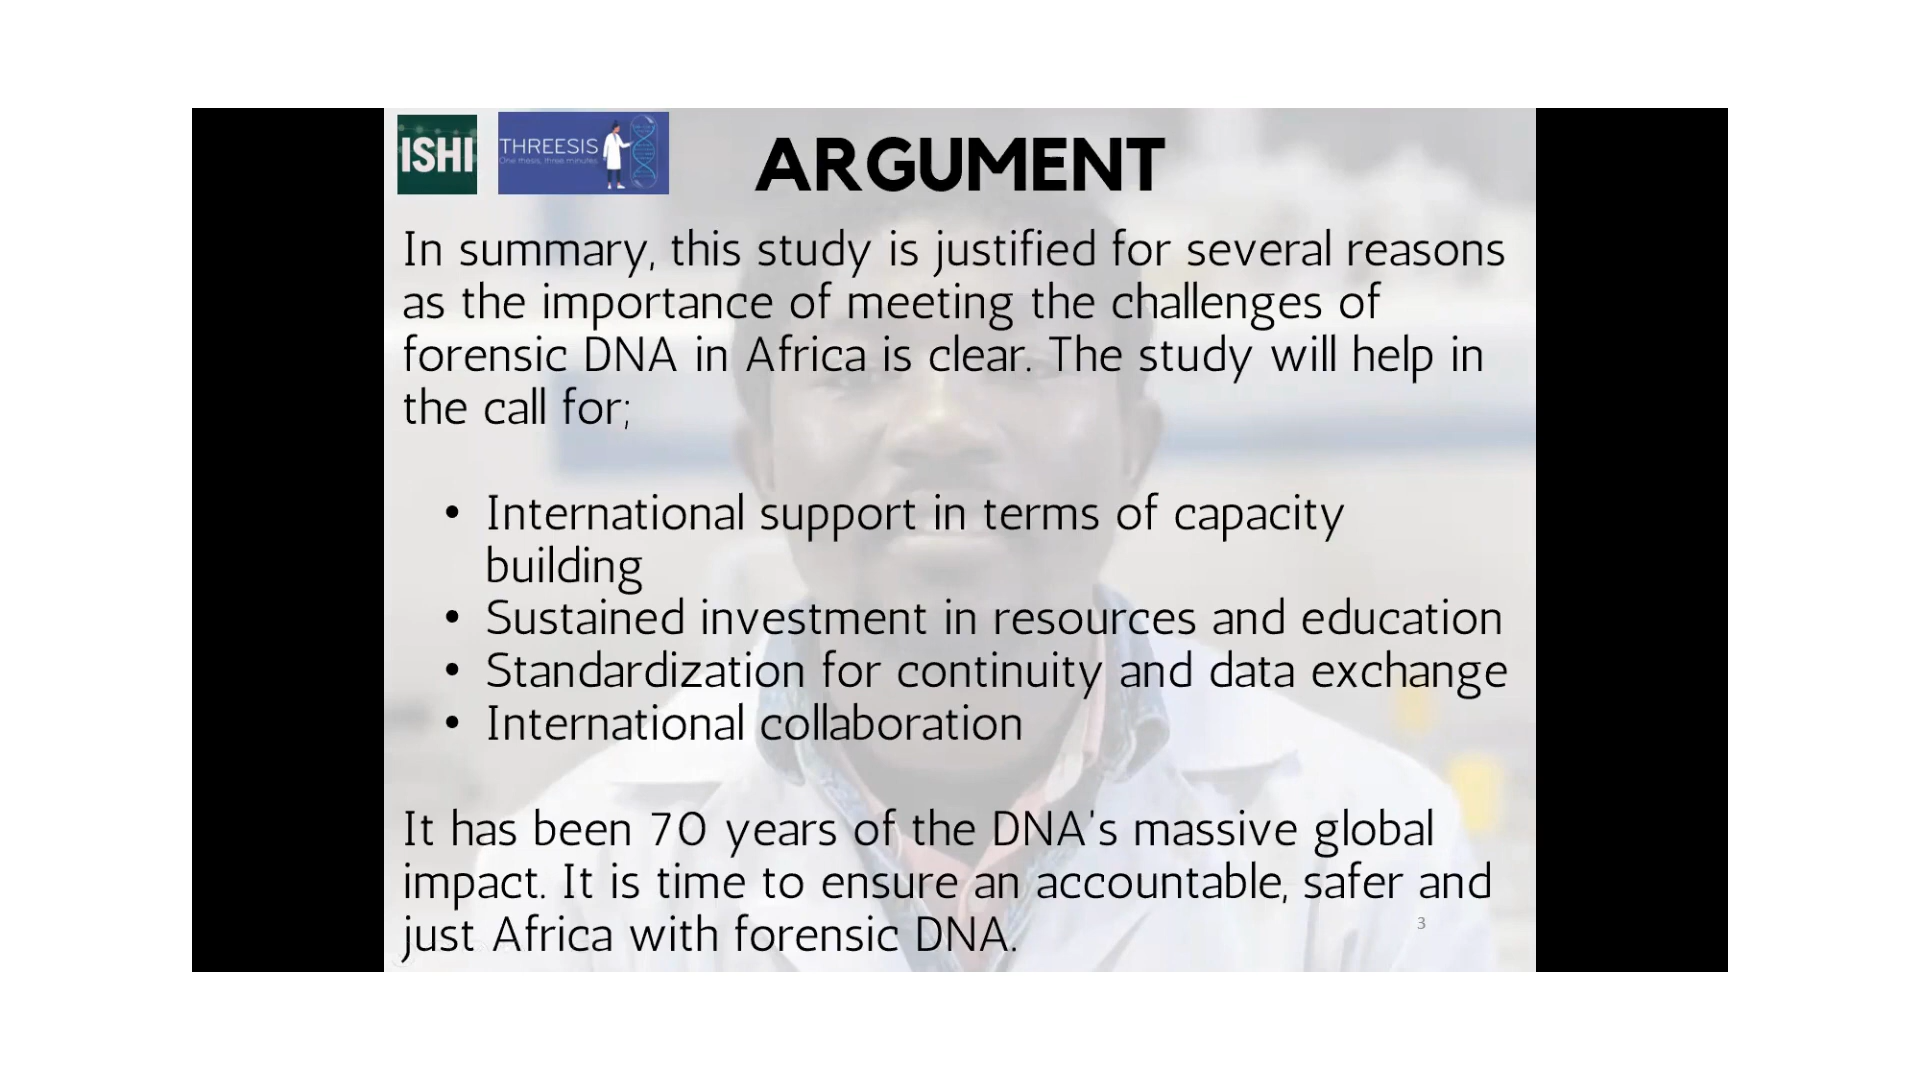 ISHI
THREESIS
One thesis, three minutes
ARGUMENT
In summary, this study is justified for several reasons
as the importance of meeting the challenges of
forensic DNA in Africa is clear. The study will help in
the call for;
• International support in terms of capacity
building
• Sustained investment in resources and education
• Standardization for continuity and data exchange
• International collaboration
It has been 70 years of the DNA's massive global
impact. It is time to ensure an accountable, safer and
just Africa with forensic DNA.
3